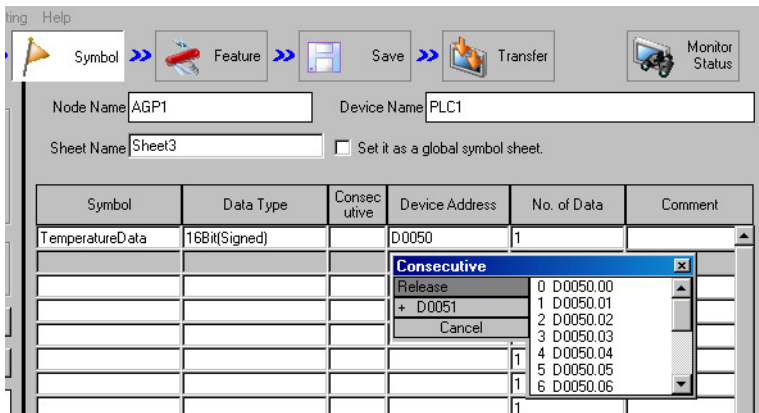 ting Help
Symbol Feature Save Transfer Monitor Status
Node Name AGP1 Device Name PLC1
Sheet Name Sheet3 Set it as a global symbol sheet.
Symbol Data Type Consecutive Device Address No. of Data Comment
TemperatureData 16Bit(Signed) D0050 1
Consecutive
Release 0 D0050.00
+ D0051 1 D0050.01
Cancel 2 D0050.02
3 D0050.03
1 4 D0050.04
1 5 D0050.05
6 D0050.06
1